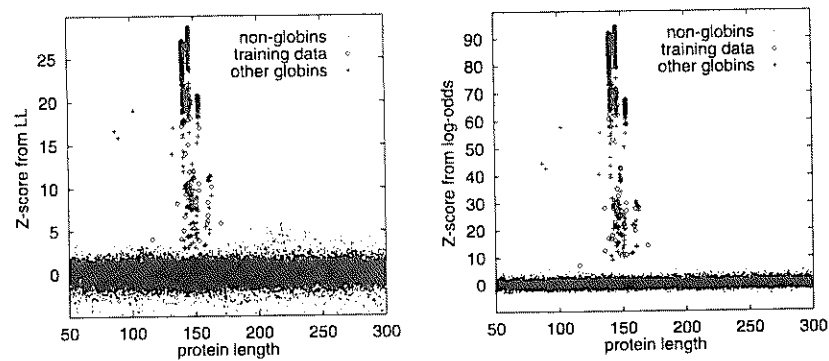 non-globins
training data
other globins
Z-score from LL
25
20
15
10
5
0
50
100
150
200
250
300
protein length
non-globins
training data
other globins
Z-score from log-odds
90
80
70
60
50
40
30
20
10
0
50
100
150
200
250
300
protein length